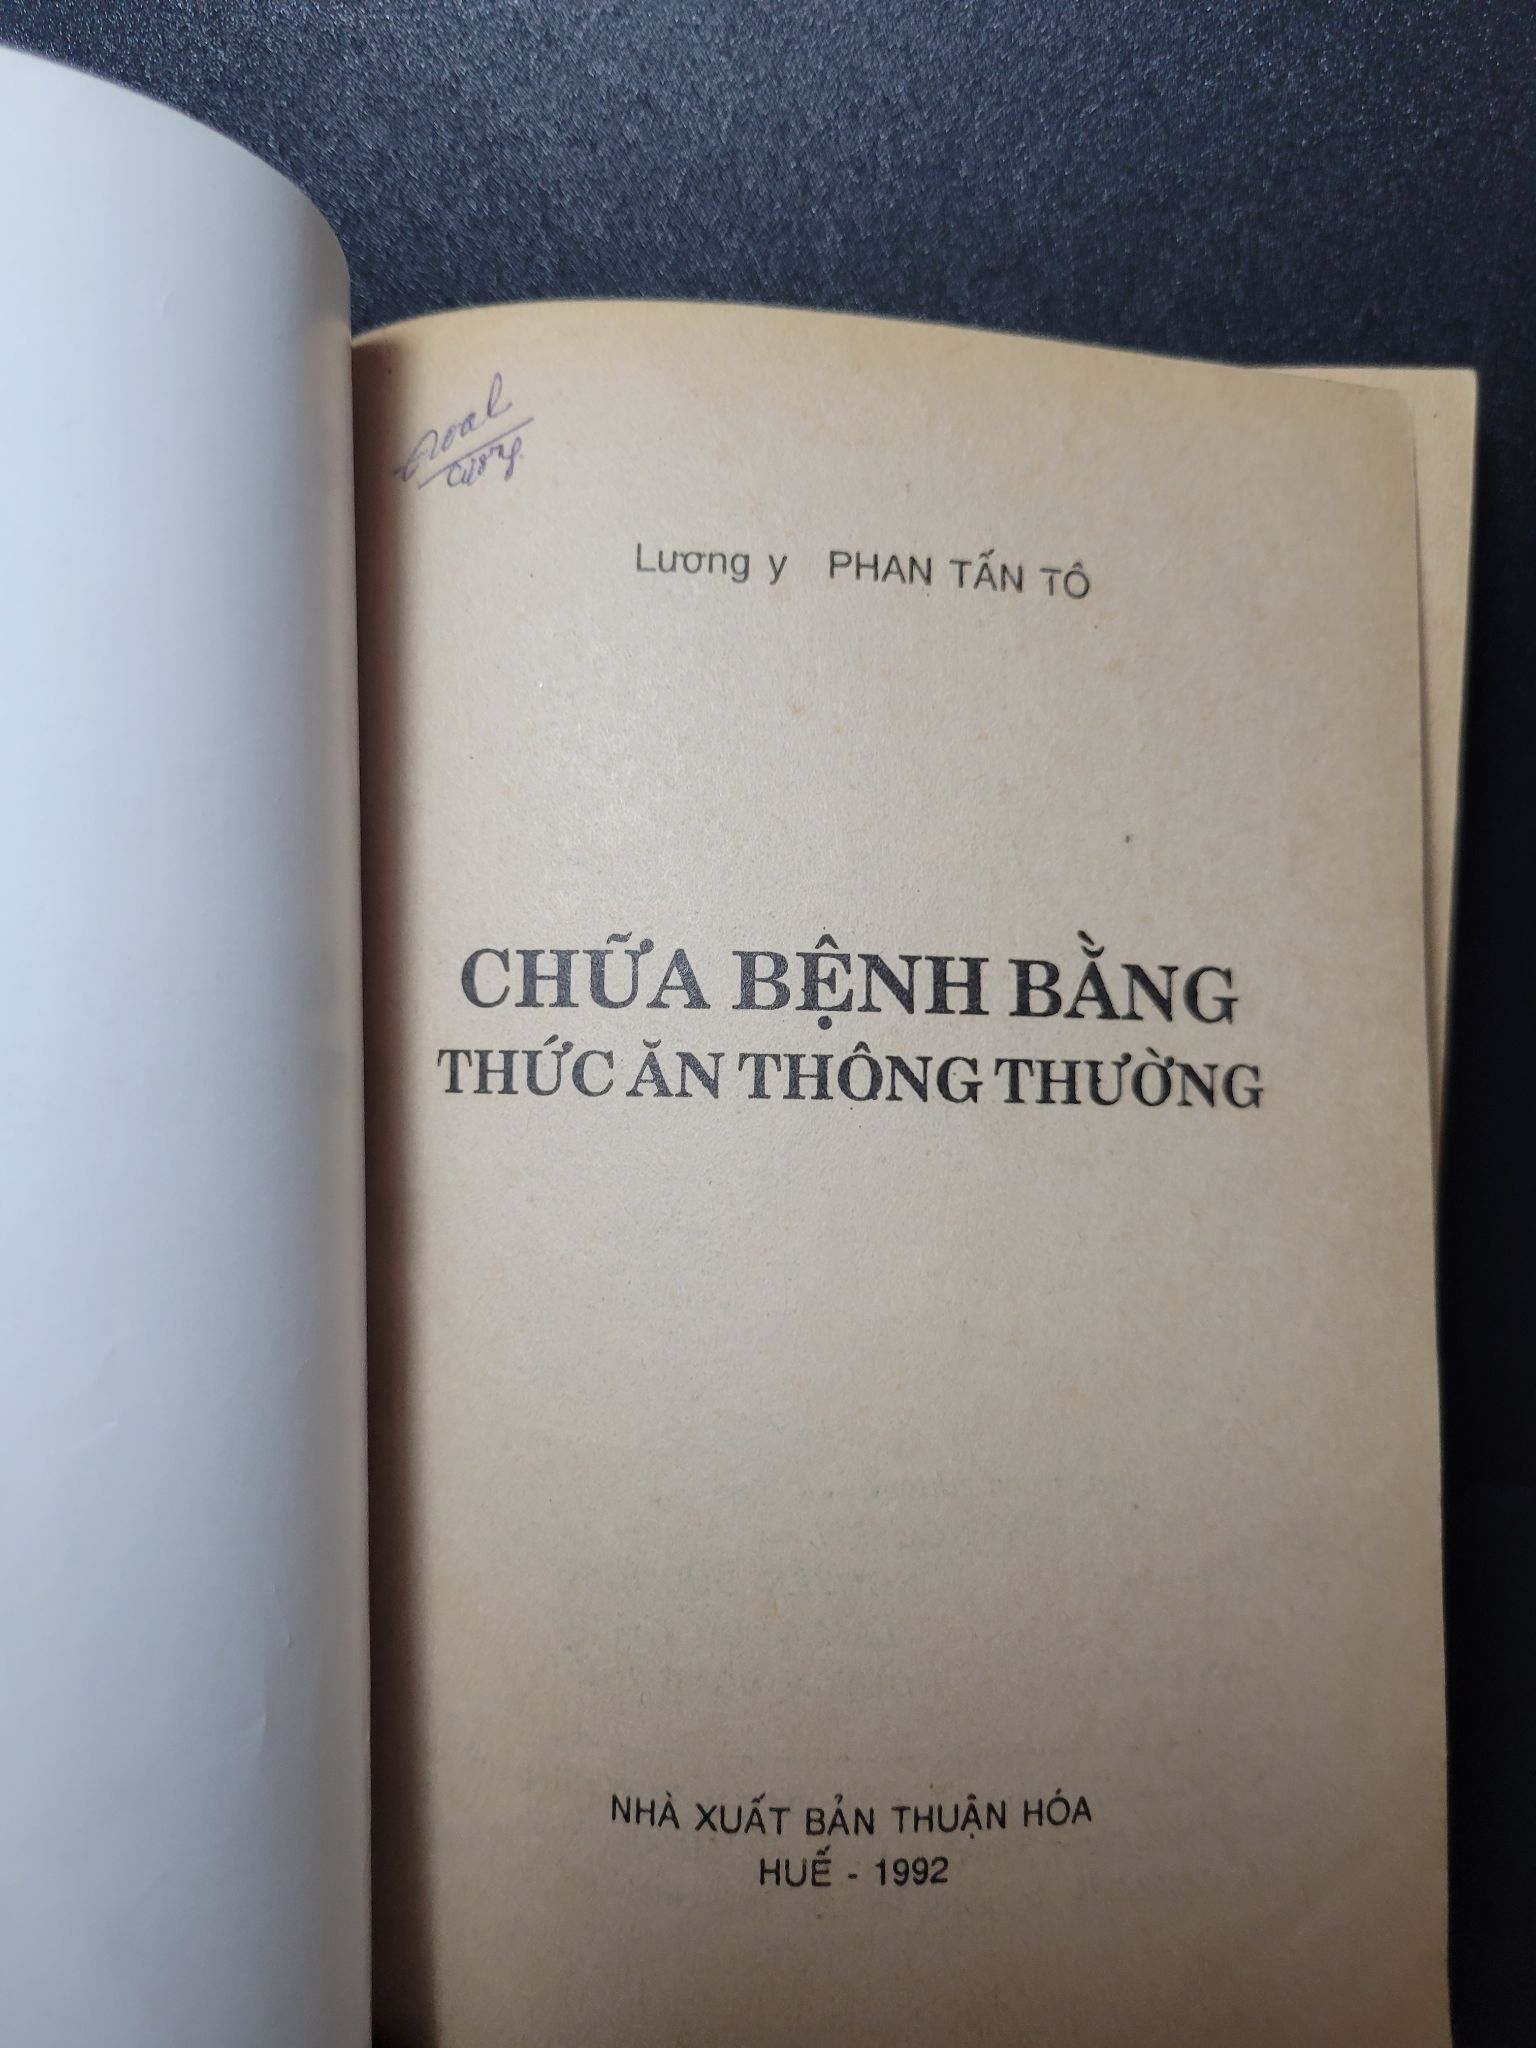 Lương y PHAN TẤN TÔ
CHỮA BỆNH BẰNG
THỨC ĂN THÔNG THƯỜNG
NHÀ XUẤT BẢN THUẬN HÓA
HUẾ - 1992